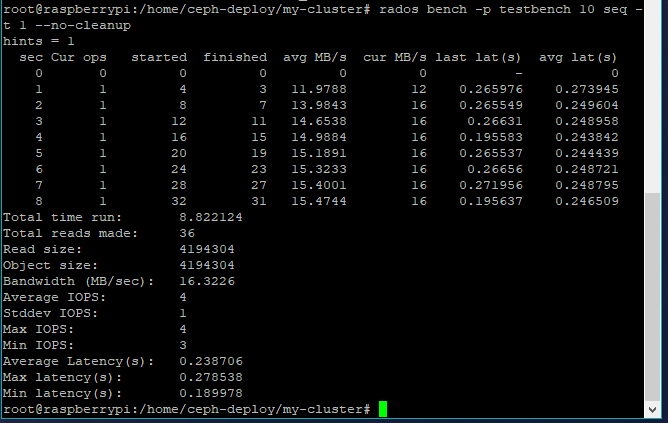 root@raspberrypi:/home/ceph-deploy/my-cluster# rados bench -p testbench 10 seq -
t 1 --no-cleanup
hints = 1
sec Cur ops started finished avg MB/s cur MB/s last lat(s) avg lat(s)
0 0 0 0 0 0 - 0
1 1 4 3 11.9788 12 0.265976 0.273945
2 1 8 7 13.9843 16 0.265549 0.249604
3 1 12 11 14.6538 16 0.26631 0.248958
4 1 16 15 14.9884 16 0.195583 0.243842
5 1 20 19 15.1891 16 0.265537 0.244439
6 1 24 23 15.3233 16 0.26656 0.248721
7 1 28 27 15.4001 16 0.271956 0.248795
8 1 32 31 15.4744 16 0.195637 0.246509
Total time run: 8.822124
Total reads made: 36
Read size: 4194304
Object size: 4194304
Bandwidth (MB/sec): 16.3226
Average IOPS: 4
Stddev IOPS: 1
Max IOPS: 4
Min IOPS: 3
Average Latency(s): 0.238706
Max latency(s): 0.278538
Min latency(s): 0.189978
root@raspberrypi:/home/ceph-deploy/my-cluster#